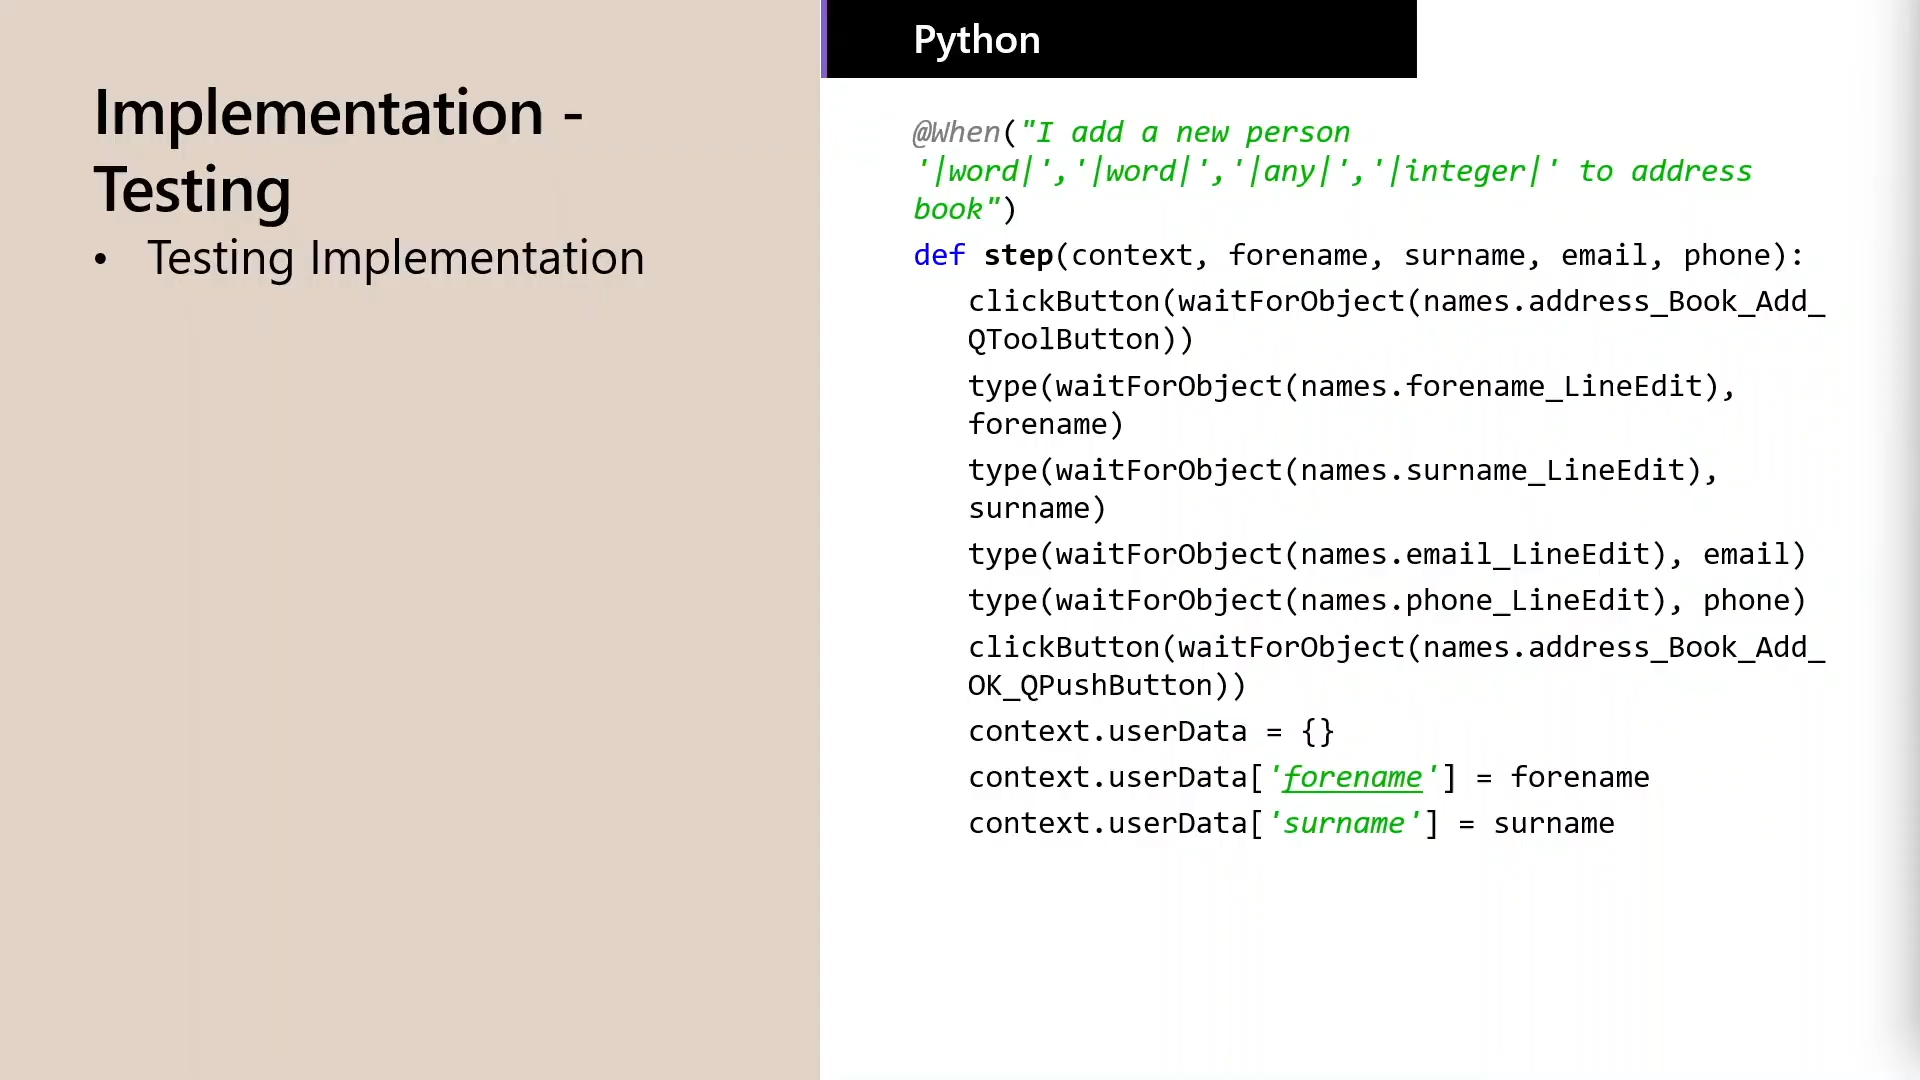 Implementation -
Testing
• Testing Implementation
Python
@When("I add a new person
'|word|','|word|','|any|','|integer|' to address
book")
def step(context, forename, surname, email, phone):
clickButton(waitForObject(names.address_Book_Add_
QToolButton))
type(waitForObject(names.forename_LineEdit),
forename)
type(waitForObject(names.surname_LineEdit),
surname)
type(waitForObject(names.email_LineEdit), email)
type(waitForObject(names.phone_LineEdit), phone)
clickButton(waitForObject(names.address_Book_Add_
OK_QPushButton))
context.userData = {}
context.userData['forename'] = forename
context.userData['surname'] = surname